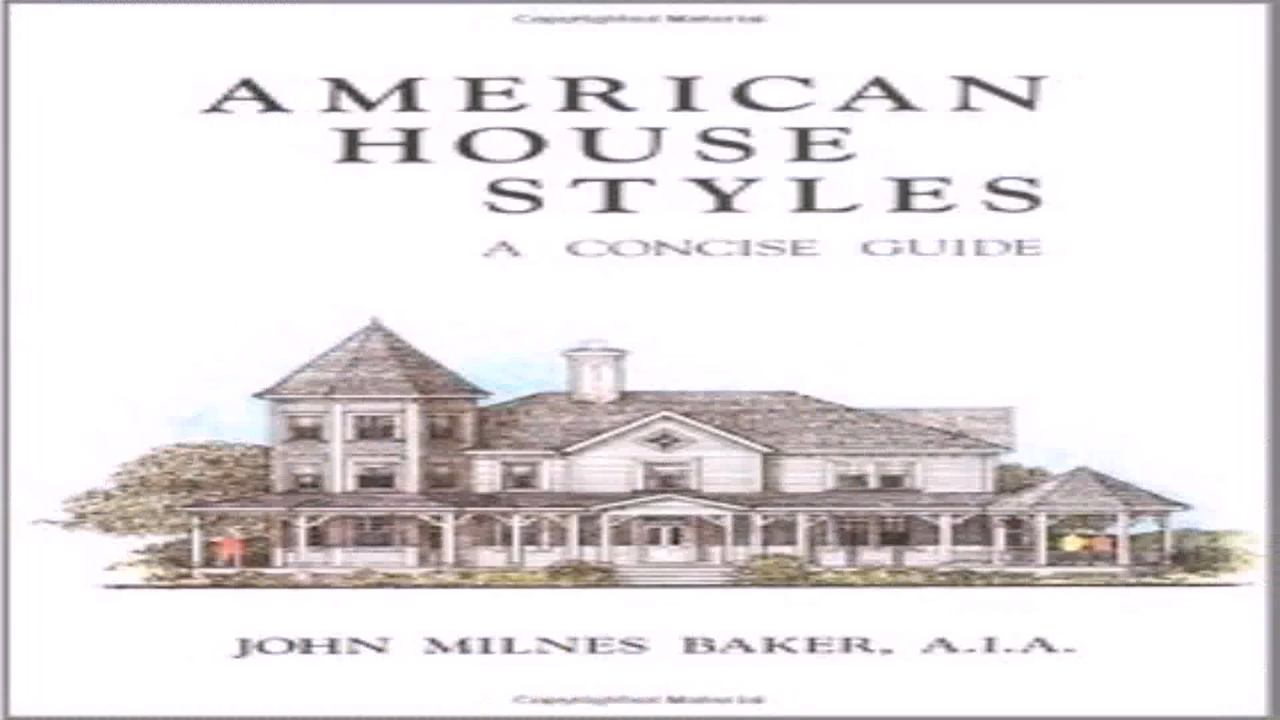 Copyrighted Material
AMERICAN
HOUSE
STYLES
A CONCISE GUIDE
JOHN MILNES BAKER, A.I.A.
Copyrighted Material